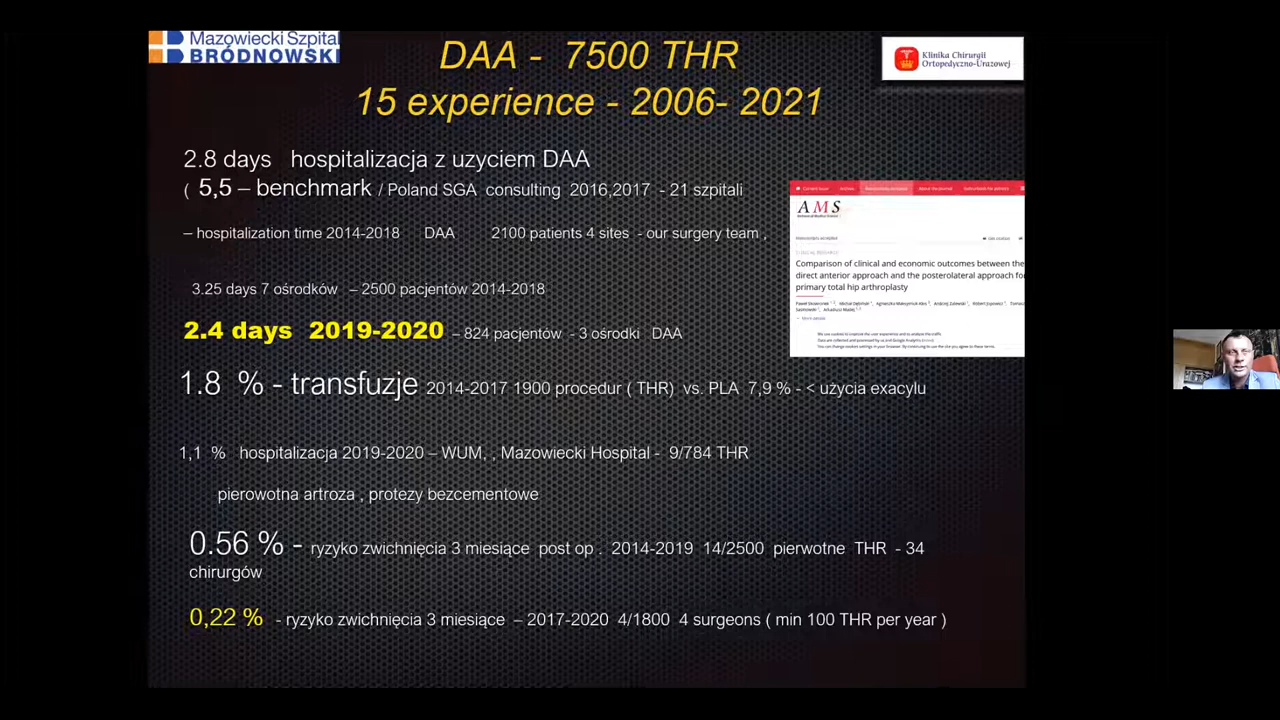 Mazowiecki Szpital
BRÓDNOWSKI
DAA - 7500 THR
15 experience - 2006- 2021
Klinika Chirurgii
Ortopedyczno-Urazowej
2.8 days hospitalizacja z uzyciem DAA
( 5,5 – benchmark / Poland SGA consulting 2016,2017 - 21 szpitali
– hospitalization time 2014-2018 DAA 2100 patients 4 sites - our surgery team ,
3.25 days 7 ośrodków – 2500 pacjentów 2014-2018
2.4 days 2019-2020 – 824 pacjentów - 3 ośrodki DAA
AMS
Comparison of clinical and economic outcomes between the
direct anterior approach and the posterolateral approach for
primary total hip arthroplasty
1.8 % - transfuzje 2014-2017 1900 procedur ( THR) vs. PLA 7,9 % - < użycia exacylu
1,1 % hospitalizacja 2019-2020 – WUM, , Mazowiecki Hospital - 9/784 THR
pierowotna artroza , protezy bezcementowe
0.56 % - ryzyko zwichnięcia 3 miesiące post op . 2014-2019 14/2500 pierwotne THR - 34
chirurgów
0,22 % - ryzyko zwichnięcia 3 miesiące – 2017-2020 4/1800 4 surgeons ( min 100 THR per year )